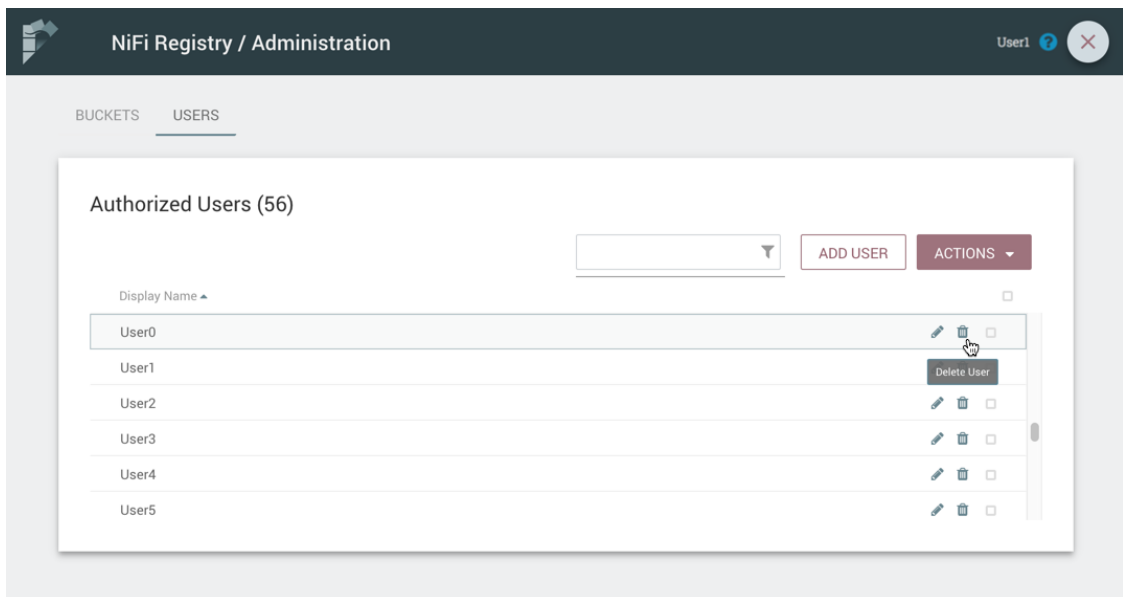 NiFi Registry / Administration
User1 ?
BUCKETS USERS
Authorized Users (56)
ADD USER ACTIONS
Display Name
User0
User1
Delete User
User2
User3
User4
User5